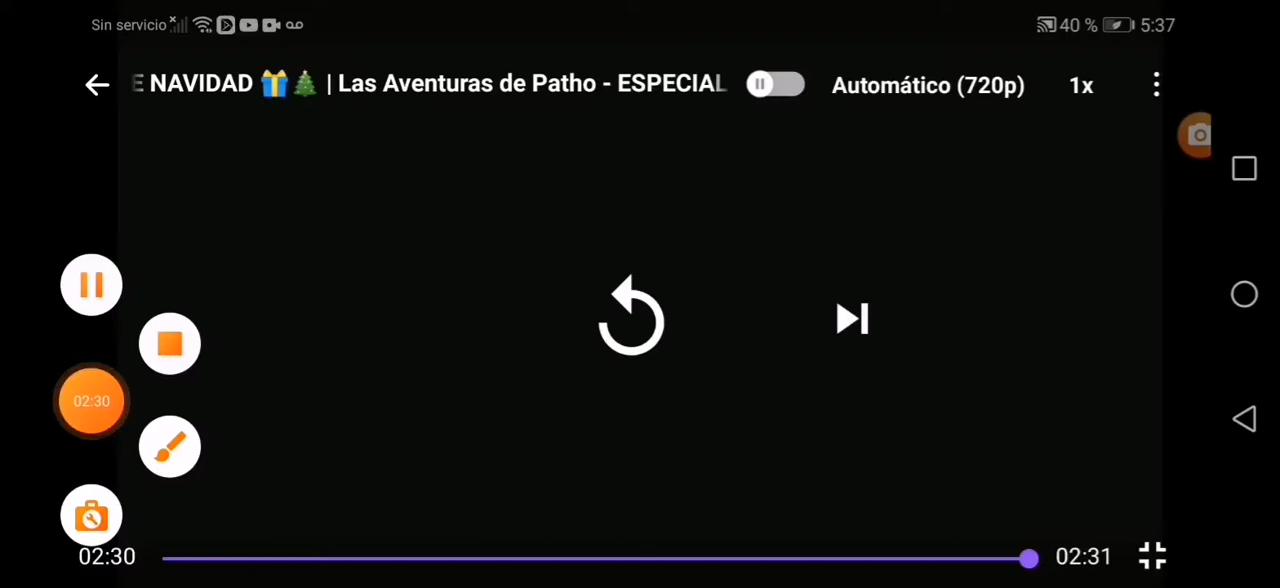 Sin servicio 40 % 5:37
E NAVIDAD 🎁🎄 | Las Aventuras de Patho - ESPECIAL Automático (720p) 1x
02:30
02:30 02:31